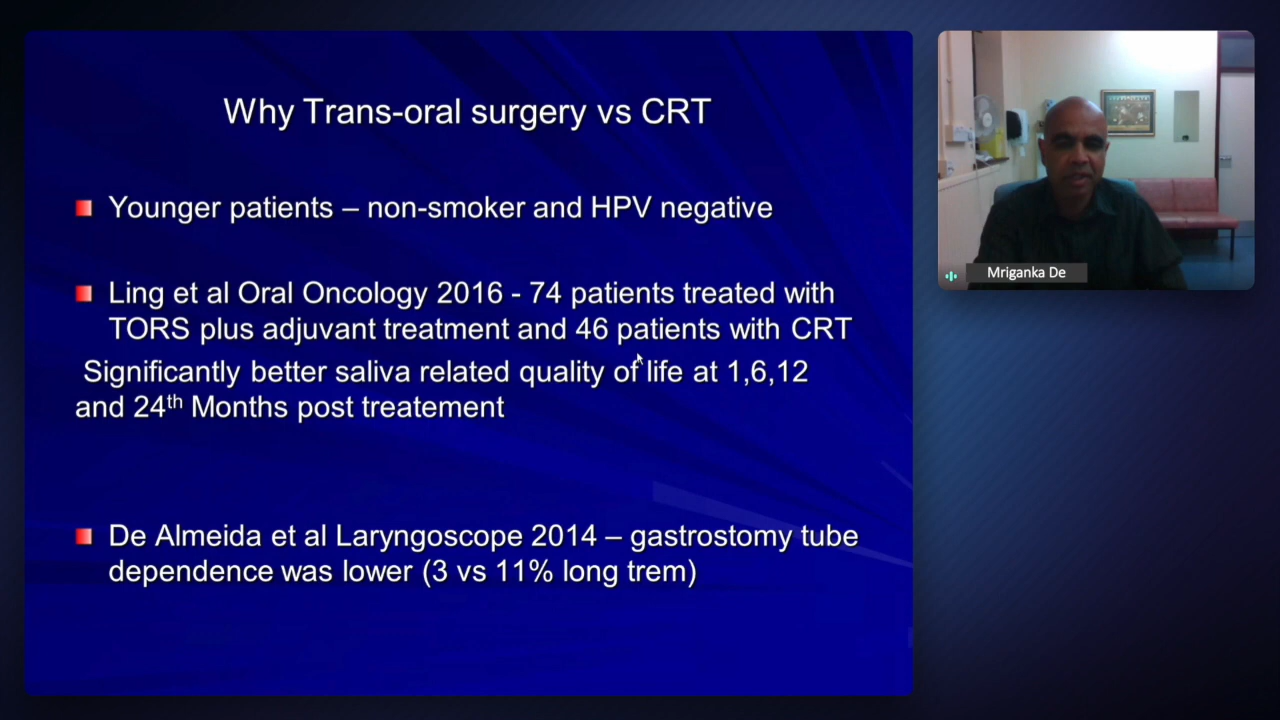 Why Trans-oral surgery vs CRT
Younger patients – non-smoker and HPV negative
Ling et al Oral Oncology 2016 - 74 patients treated with
TORS plus adjuvant treatment and 46 patients with CRT
Significantly better saliva related quality of life at 1,6,12
and 24th Months post treatement
De Almeida et al Laryngoscope 2014 – gastrostomy tube
dependence was lower (3 vs 11% long trem)
Mriganka De